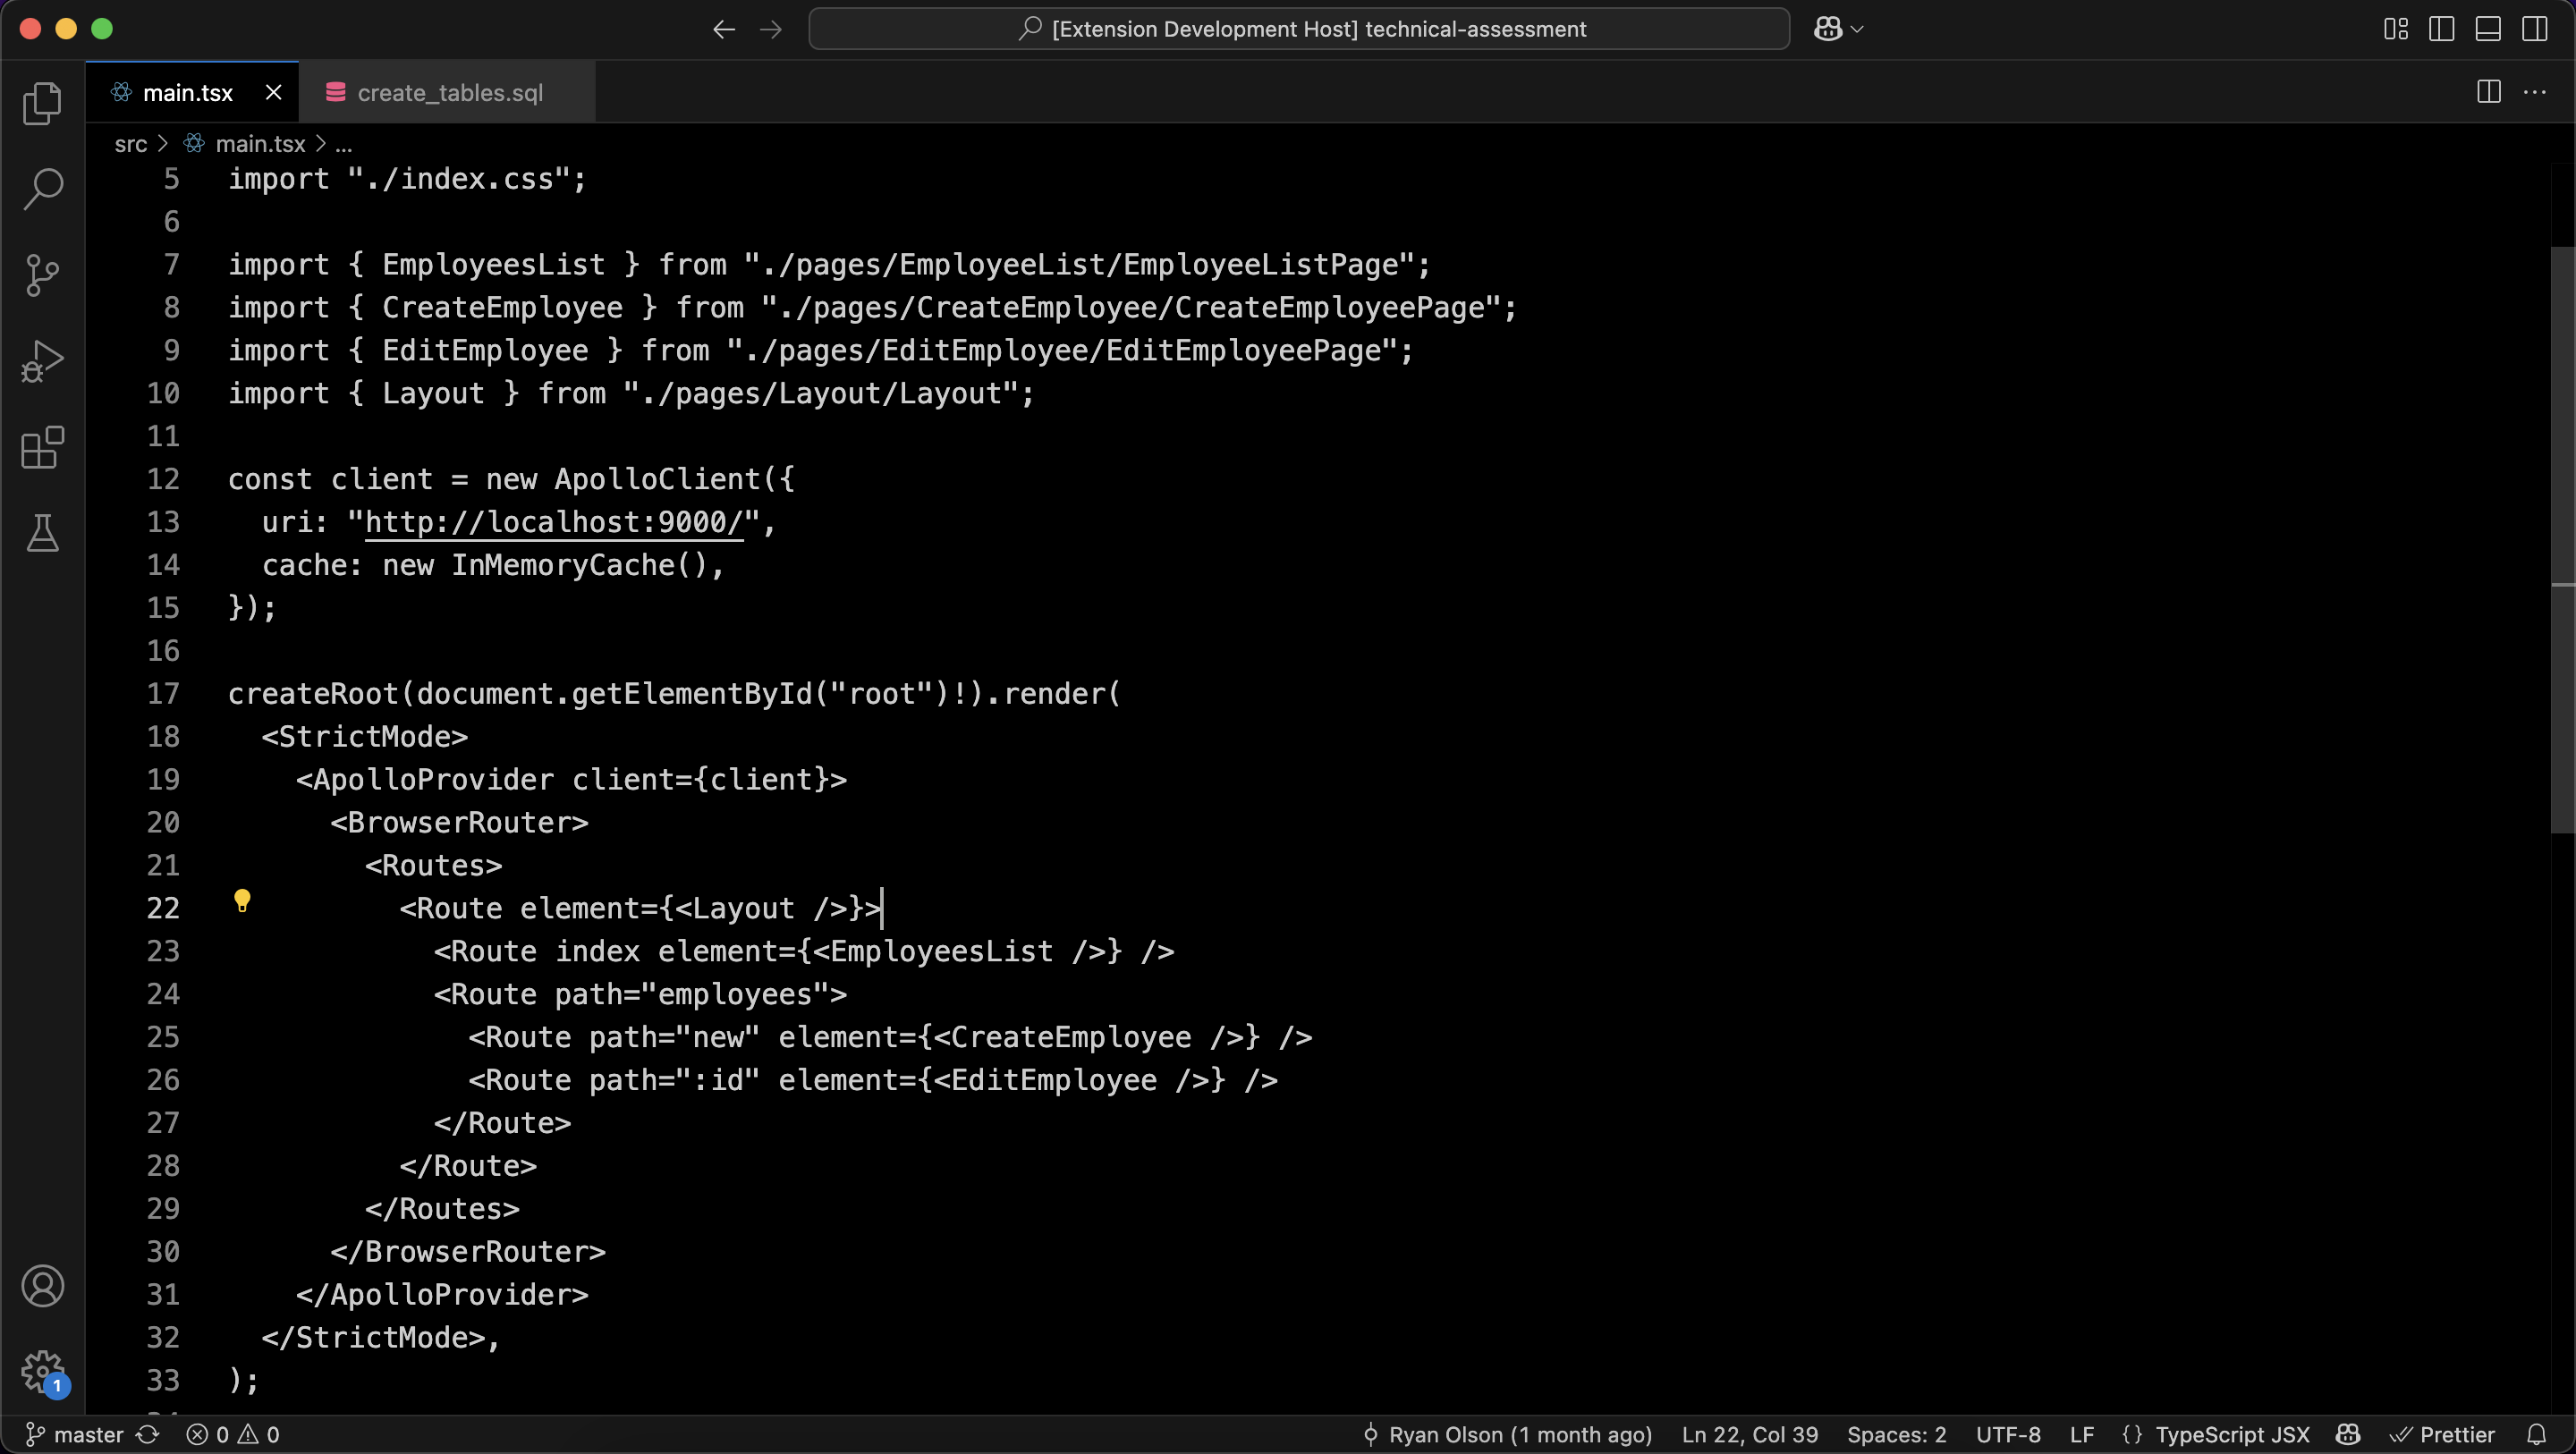 [Extension Development Host] technical-assessment
main.tsx
create_tables.sql
src > main.tsx > ...
5 import "./index.css";
6
7 import { EmployeesList } from "./pages/EmployeeList/EmployeeListPage";
8 import { CreateEmployee } from "./pages/CreateEmployee/CreateEmployeePage";
9 import { EditEmployee } from "./pages/EditEmployee/EditEmployeePage";
10 import { Layout } from "./pages/Layout/Layout";
11
12 const client = new ApolloClient({
13   uri: "http://localhost:9000/",
14   cache: new InMemoryCache(),
15 });
16
17 createRoot(document.getElementById("root")!).render(
18   <StrictMode>
19     <ApolloProvider client={client}>
20       <BrowserRouter>
21         <Routes>
22           <Route element={<Layout />}>
23             <Route index element={<EmployeesList />} />
24             <Route path="employees">
25               <Route path="new" element={<CreateEmployee />} />
26               <Route path=":id" element={<EditEmployee />} />
27             </Route>
28           </Route>
29         </Routes>
30       </BrowserRouter>
31     </ApolloProvider>
32   </StrictMode>,
33 );
1
master 0 0 Ryan Olson (1 month ago) Ln 22, Col 39 Spaces: 2 UTF-8 LF {} TypeScript JSX Prettier